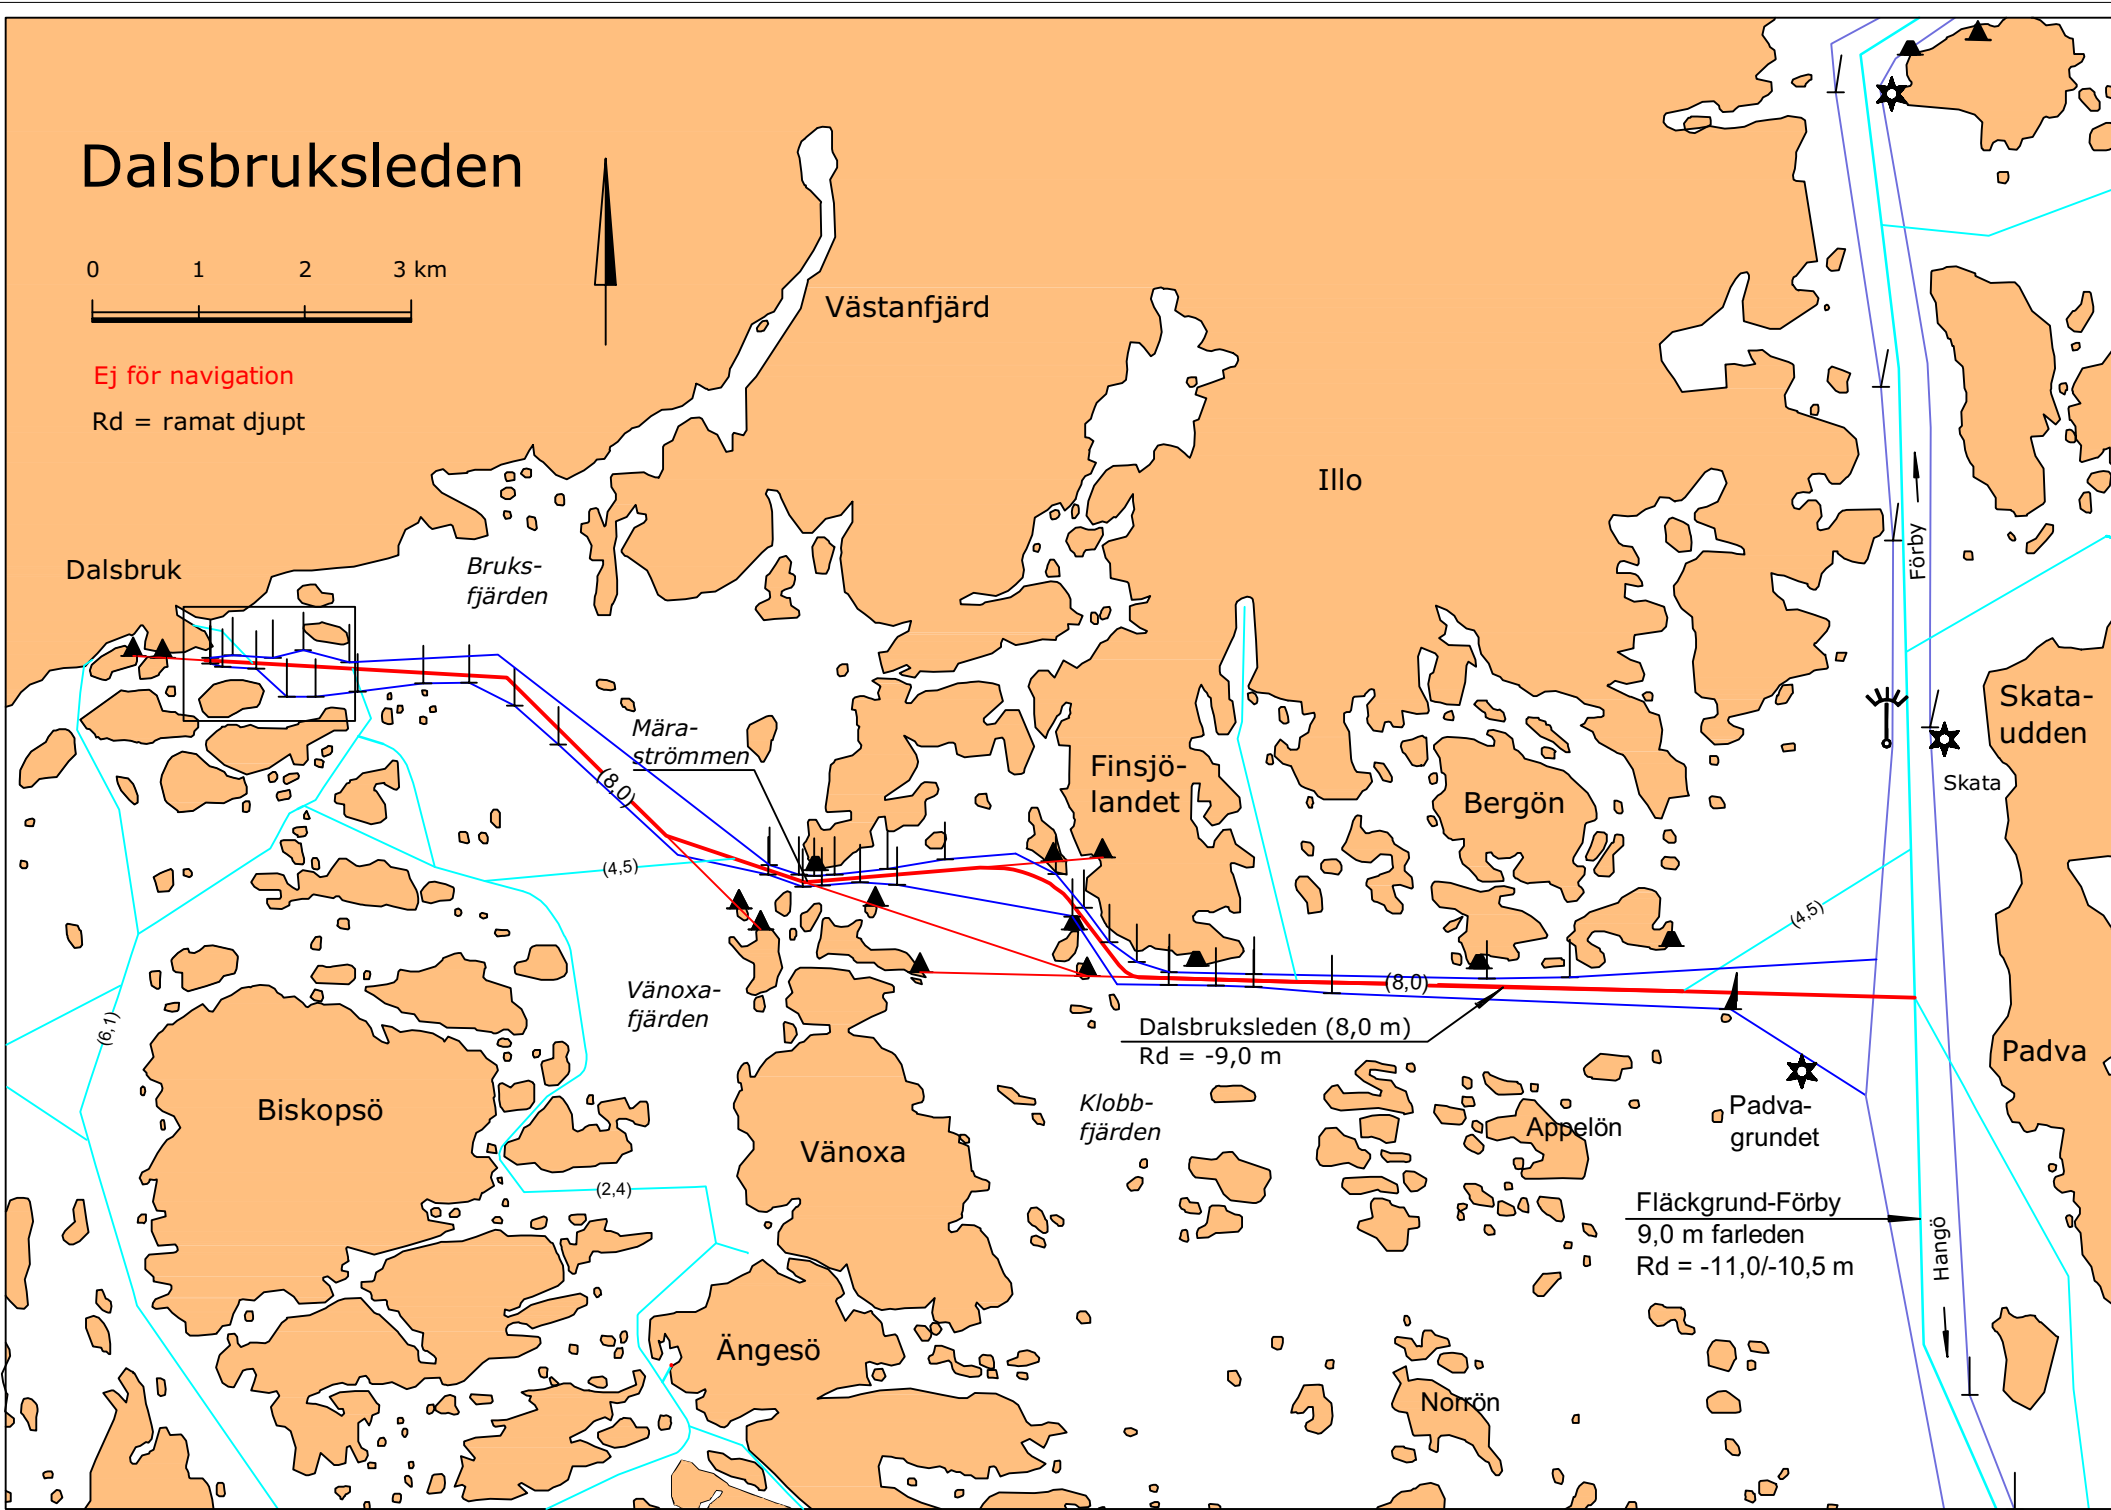 Dalsbruksleden
0 1 2 3 km
Ej för navigation
Rd = ramat djupt
Västanfjärd
Illo
Förby
Dalsbruk
Bruks-
fjärden
Mära-
strömmen
(8,0)
Finsjö-
landet
Bergön
Skata-
udden
Skata
(4,5)
(4,5)
(6,1)
Vänoxa-
fjärden
(8,0)
Dalsbruksleden (8,0 m)
Rd = -9,0 m
Padva
Biskopsö
Vänoxa
Klobb-
fjärden
Appelön
Padva-
grundet
(2,4)
Fläckgrund-Förby
9,0 m farleden
Rd = -11,0/-10,5 m
Hangö
Ängesö
Norrön